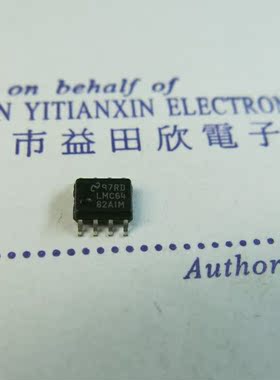 on behalf of
N YITIANXIN ELECTRON
市益田欣電子
97RD
LMC64
82AIM
Author